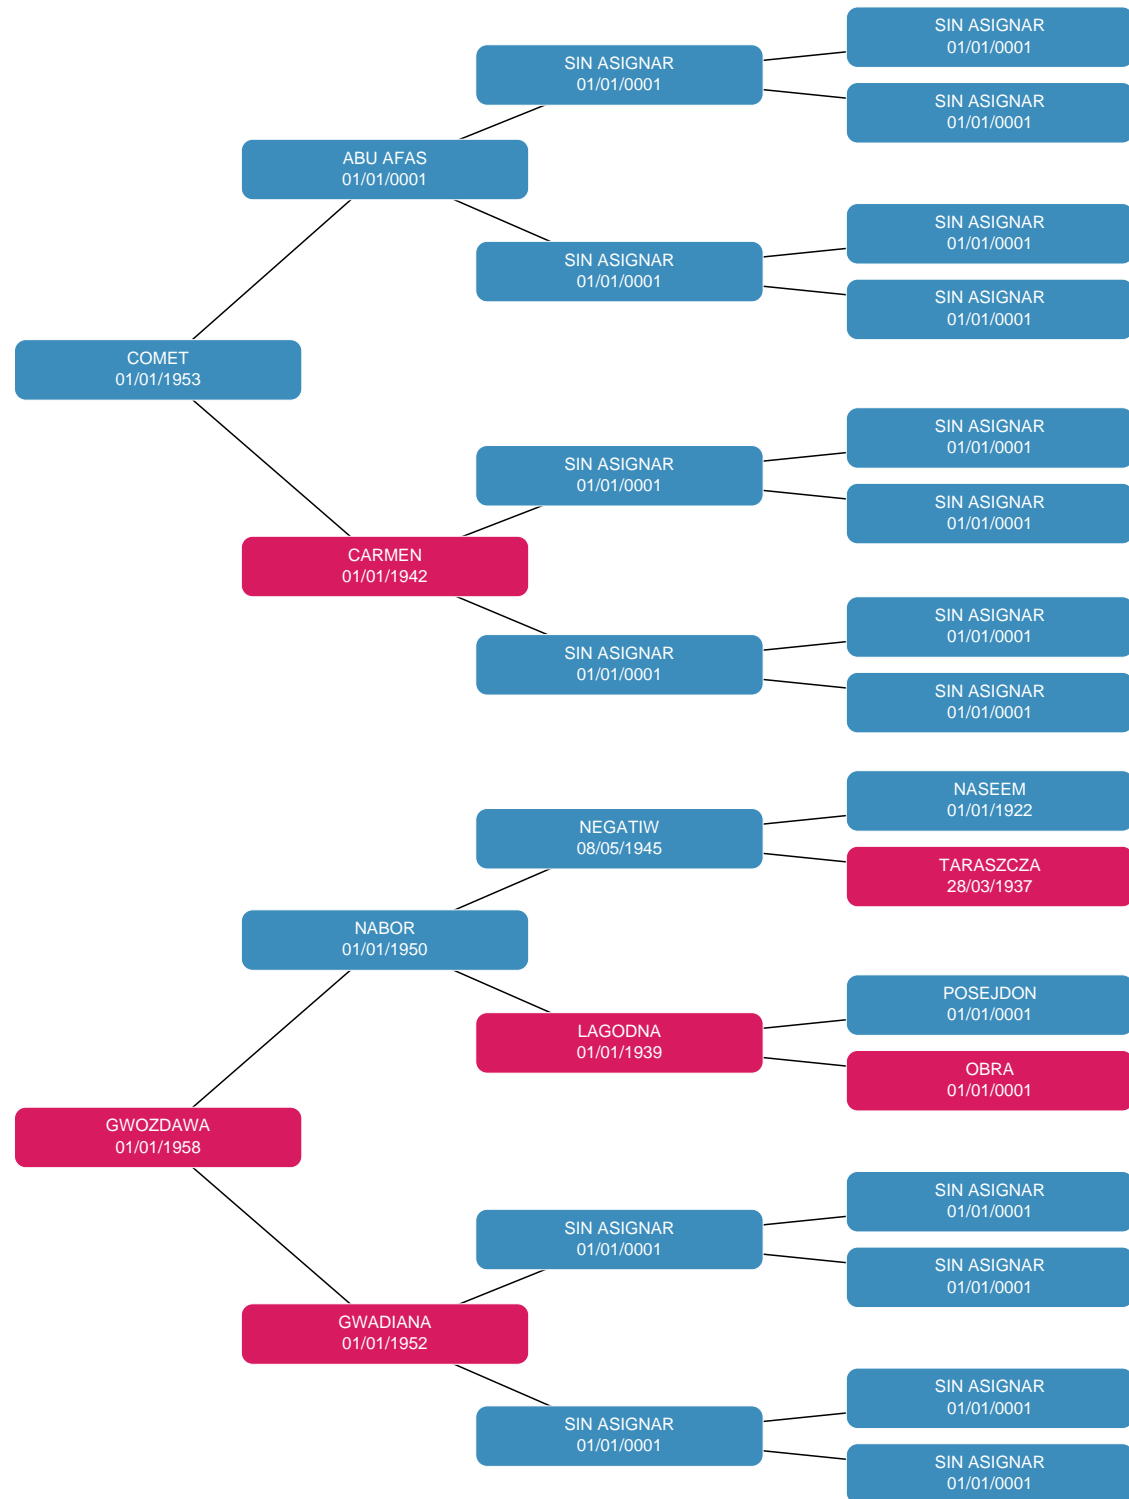 SIN ASIGNAR
01/01/0001
SIN ASIGNAR
01/01/0001
SIN ASIGNAR
01/01/0001
ABU AFAS
01/01/0001
SIN ASIGNAR
01/01/0001
SIN ASIGNAR
01/01/0001
SIN ASIGNAR
01/01/0001
COMET
01/01/1953
SIN ASIGNAR
01/01/0001
SIN ASIGNAR
01/01/0001
SIN ASIGNAR
01/01/0001
CARMEN
01/01/1942
SIN ASIGNAR
01/01/0001
SIN ASIGNAR
01/01/0001
SIN ASIGNAR
01/01/0001
NASEEM
01/01/1922
NEGATIW
08/05/1945
TARASZCZA
28/03/1937
NABOR
01/01/1950
POSEJDON
01/01/0001
LAGODNA
01/01/1939
OBRA
01/01/0001
GWOZDAWA
01/01/1958
SIN ASIGNAR
01/01/0001
SIN ASIGNAR
01/01/0001
SIN ASIGNAR
01/01/0001
GWADIANA
01/01/1952
SIN ASIGNAR
01/01/0001
SIN ASIGNAR
01/01/0001
SIN ASIGNAR
01/01/0001